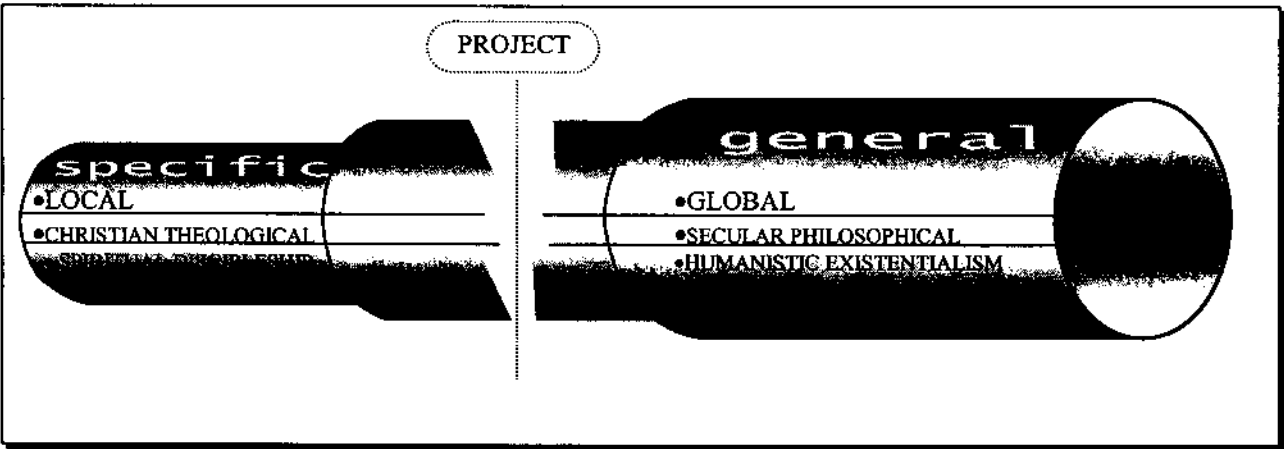 PROJECT
specific
•LOCAL
•CHRISTIAN THEOLOGICAL
general
•GLOBAL
•SECULAR PHILOSOPHICAL
•HUMANISTIC EXISTENTIALISM